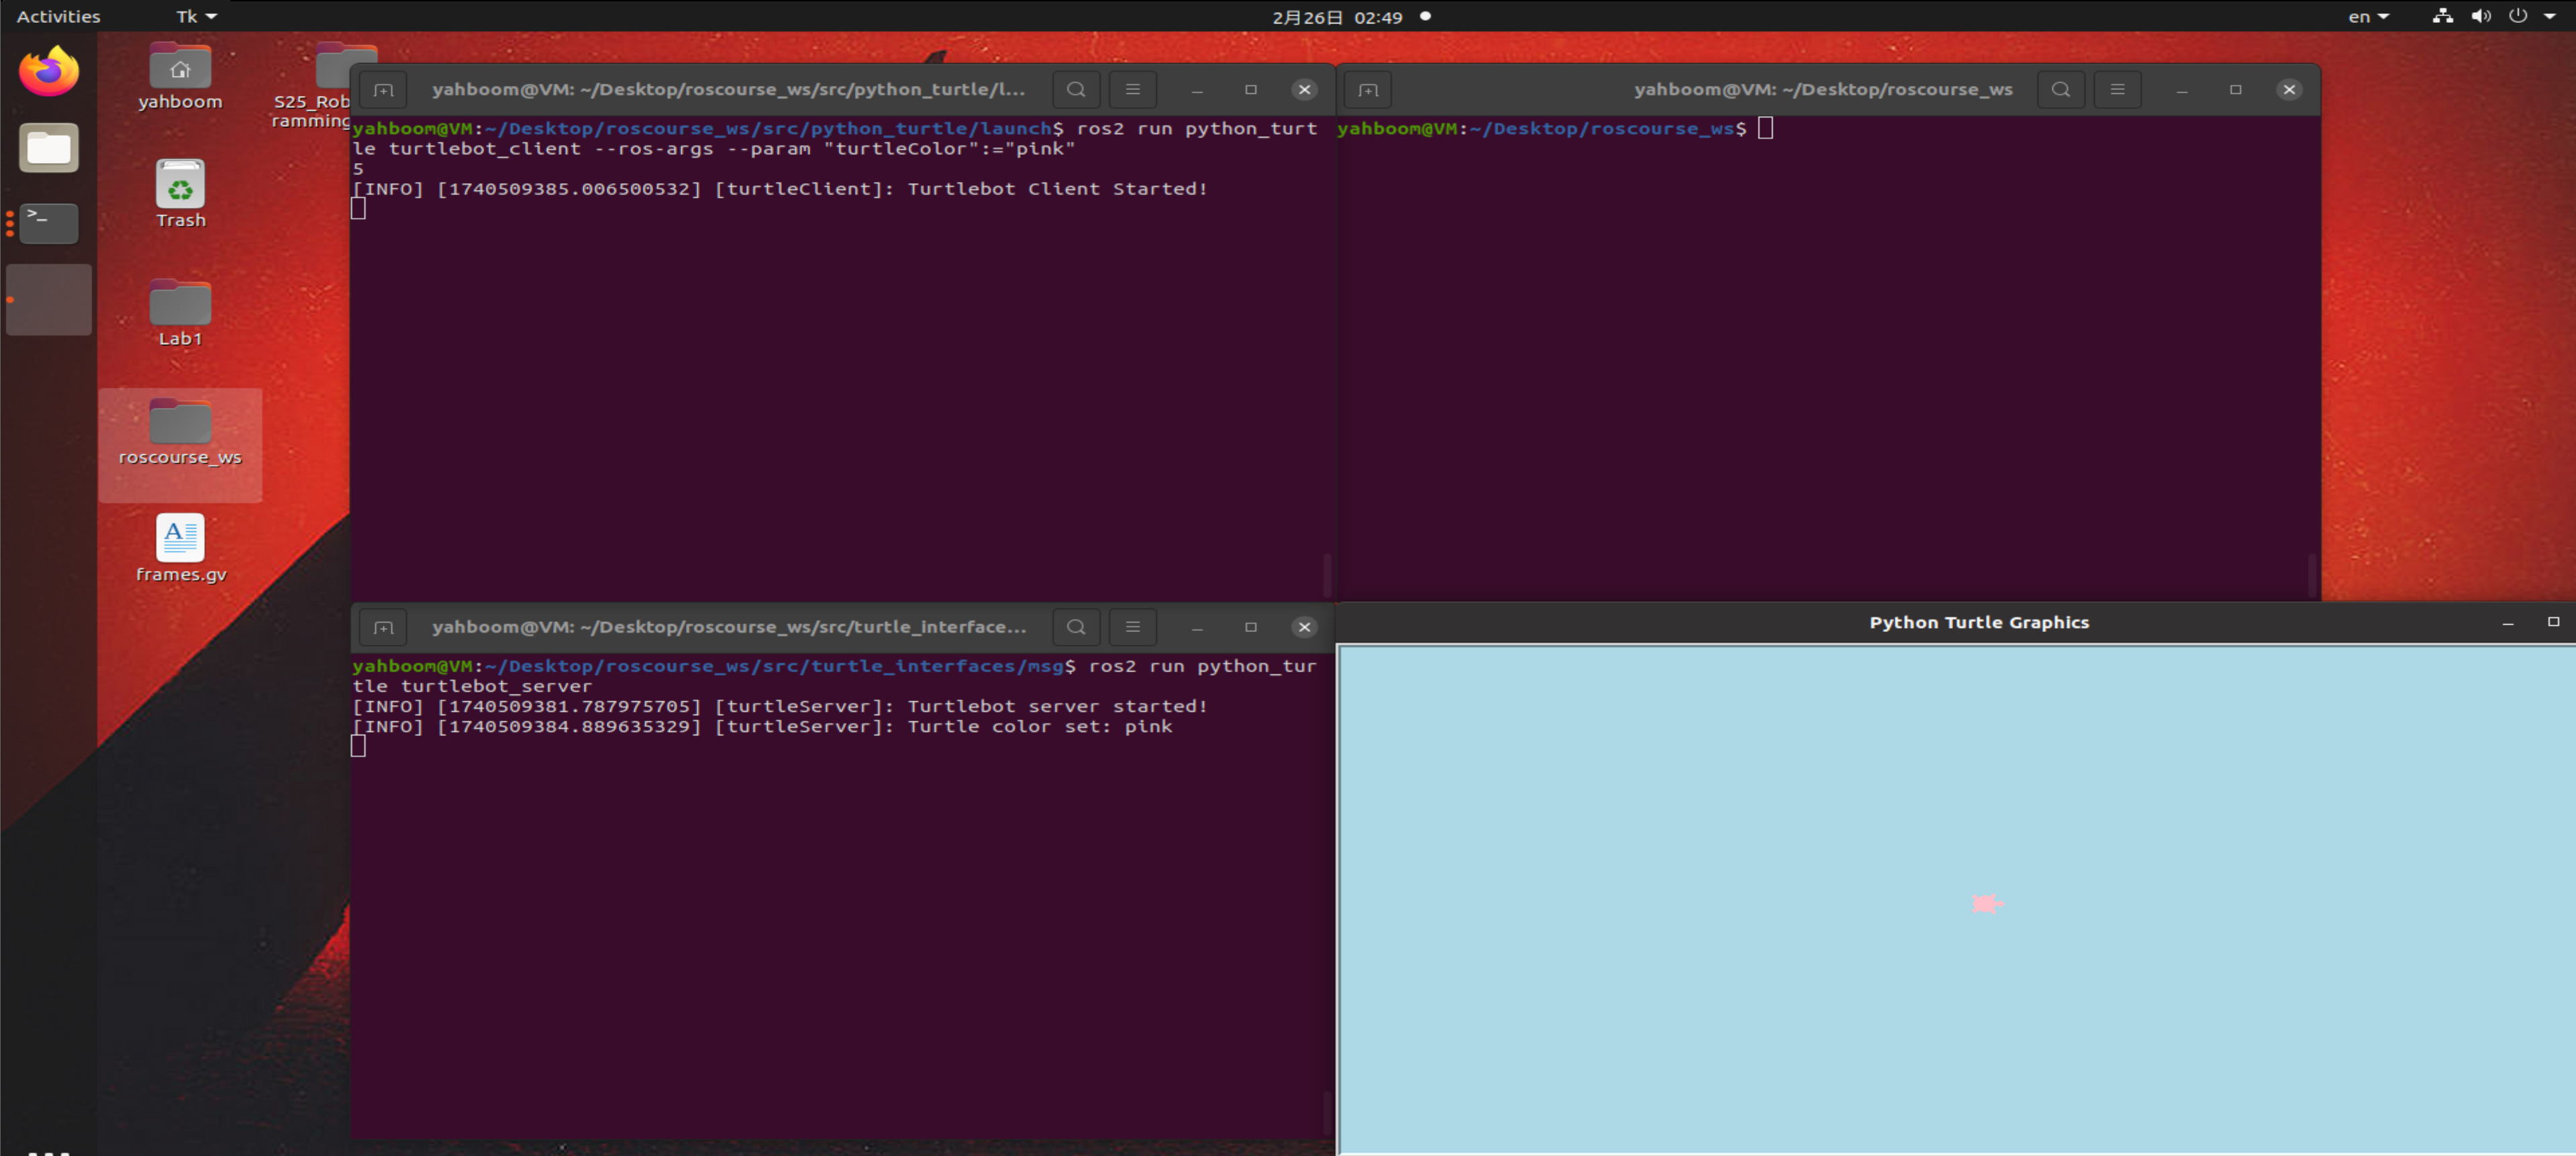 Activities
Tk
2月26日 02:49
en
yahboom
S25_Rob
ramming
Trash
Lab1
roscourse_ws
frames.gv
yahboom@VM: ~/Desktop/roscourse_ws/src/python_turtle/l...
yahboom@VM:~/Desktop/roscourse_ws/src/python_turtle/launch$ ros2 run python_turt
le turtlebot_client --ros-args --param "turtleColor":="pink"
5
[INFO] [1740509385.006500532] [turtleClient]: Turtlebot Client Started!
yahboom@VM: ~/Desktop/roscourse_ws
yahboom@VM:~/Desktop/roscourse_ws$
yahboom@VM: ~/Desktop/roscourse_ws/src/turtle_interface...
yahboom@VM:~/Desktop/roscourse_ws/src/turtle_interfaces/msg$ ros2 run python_tur
tle turtlebot_server
[INFO] [1740509381.787975705] [turtleServer]: Turtlebot server started!
[INFO] [1740509384.889635329] [turtleServer]: Turtle color set: pink
Python Turtle Graphics